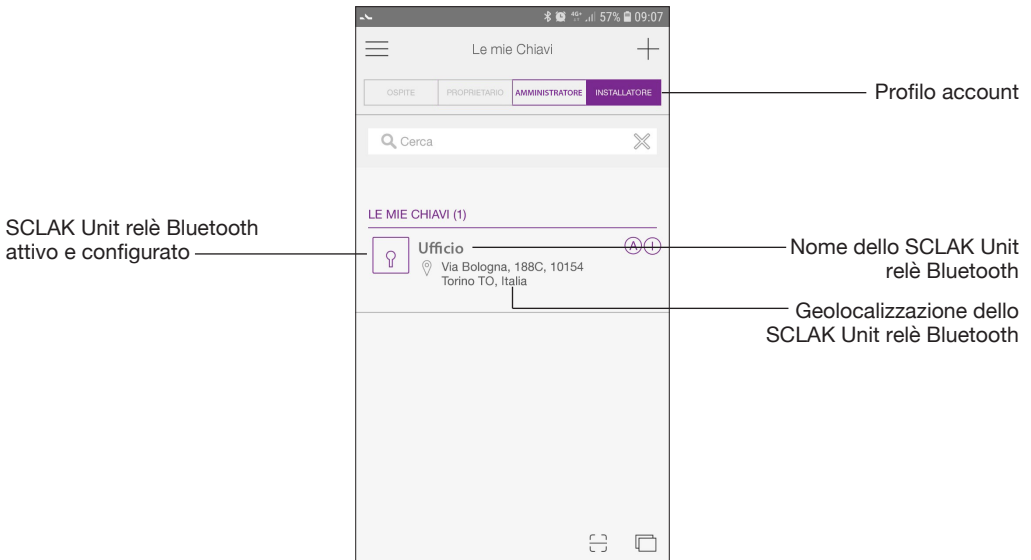 4G+ 57% 09:07
Le mie Chiavi
OSPITE PROPRIETARIO AMMINISTRATORE INSTALLATORE
Profilo account
Cerca
LE MIE CHIAVI (1)
SCLAK Unit relè Bluetooth
attivo e configurato
Ufficio
A I
Via Bologna, 188C, 10154
Torino TO, Italia
Nome dello SCLAK Unit
relè Bluetooth
Geolocalizzazione dello
SCLAK Unit relè Bluetooth